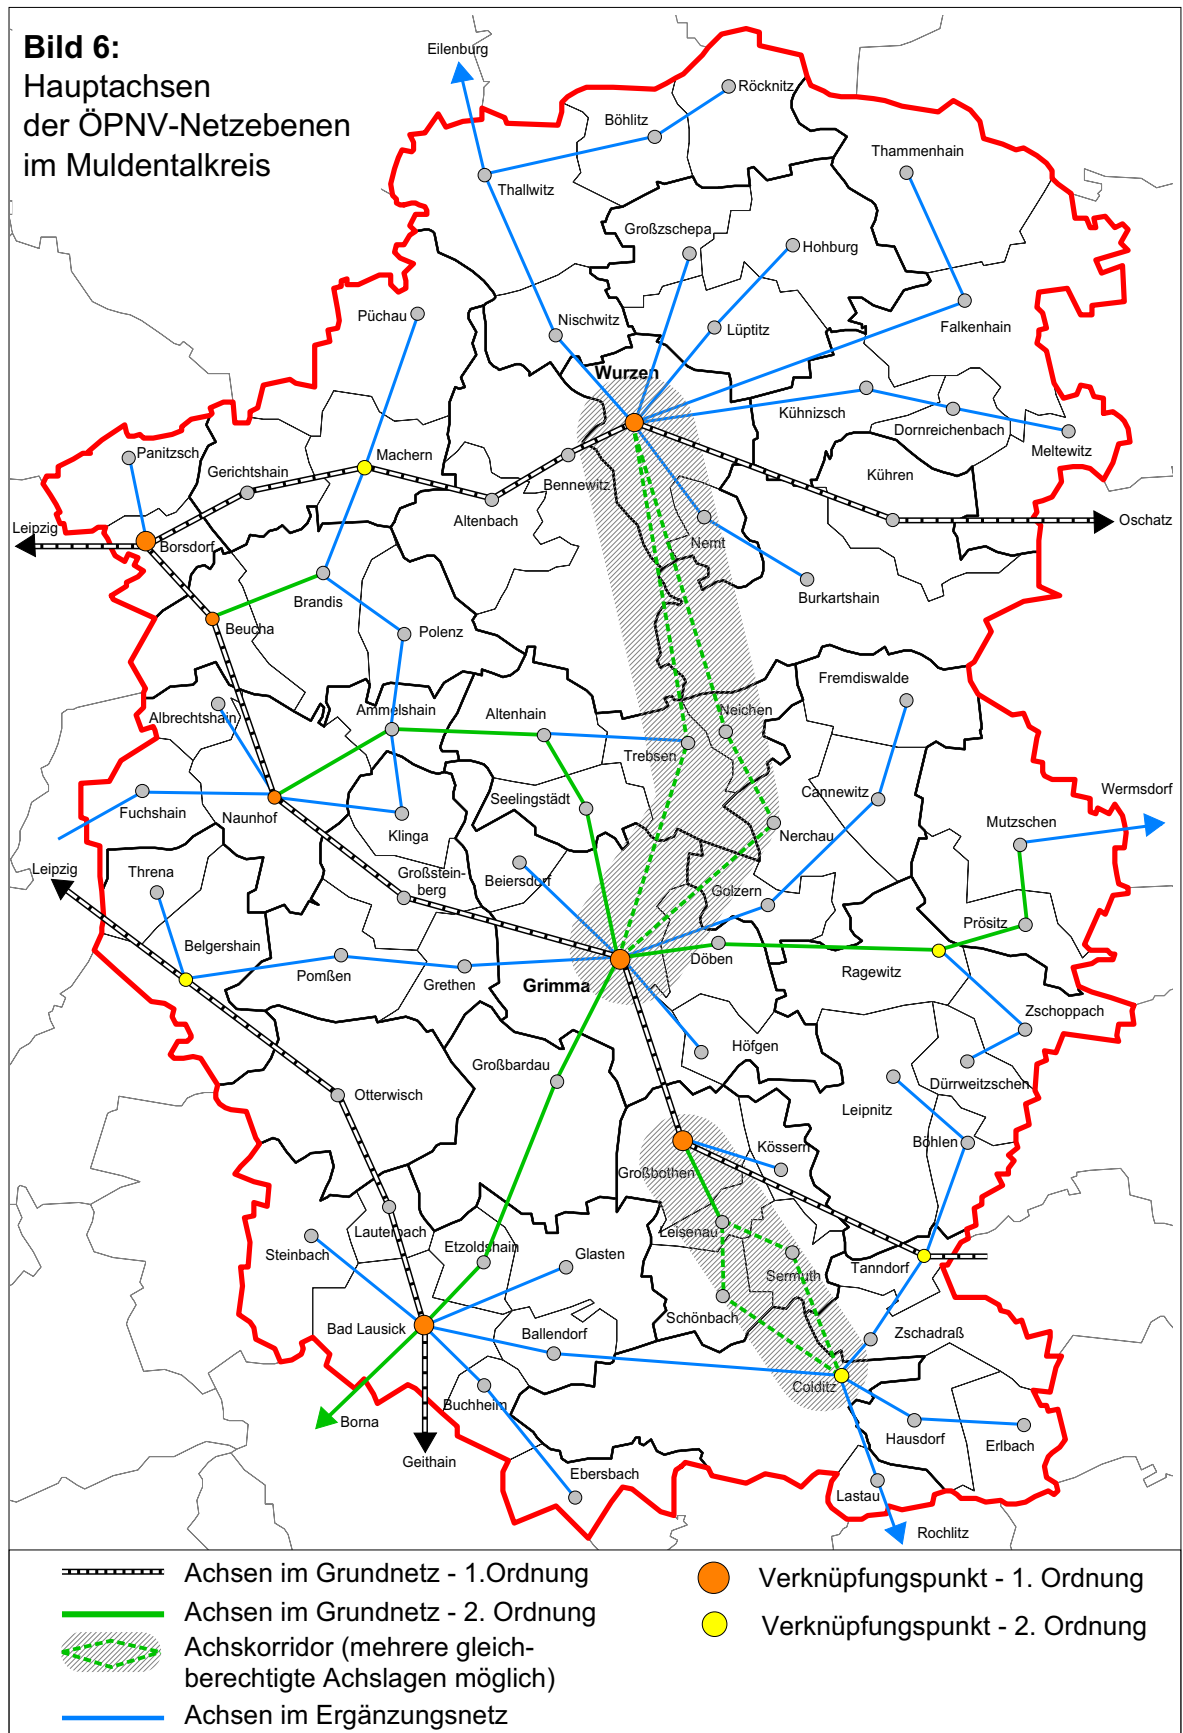 Bild 6:
Hauptachsen
der ÖPNV-Netzebenen
im Muldentalkreis
Eilenburg
Röcknitz
Böhlitz
Thammenhain
Thallwitz
Großzschepa
Hohburg
Püchau
Nischwitz
Lüptitz
Falkenhain
Wurzen
Kühnizsch
Dornreichenbach
Meltewitz
Panitzsch
Gerichtshain
Machern
Bennewitz
Kühren
Altenbach
Leipzig
Borsdorf
Nemt
Oschatz
Brandis
Burkartshain
Beucha
Polenz
Fremdiswalde
Albrechtshain
Ammelshain
Altenhain
Neichen
Trebsen
Wermsdorf
Fuchshain
Naunhof
Klinga
Seelingstädt
Cannewitz
Nerchau
Mutzschen
Leipzig
Threna
Großstein-
berg
Beiersdorf
Golzern
Prösitz
Belgershain
Pomßen
Grethen
Grimma
Döben
Ragewitz
Zschoppach
Höfgen
Großbardau
Dürrweitzschen
Otterwisch
Leipnitz
Böhlen
Kössern
Großbothen
Lauterbach
Leisenau
Steinbach
Etzoldshain
Glasten
Sermuth
Tanndorf
Schönbach
Bad Lausick
Ballendorf
Zschadraß
Colditz
Buchheim
Borna
Hausdorf
Erlbach
Geithain
Ebersbach
Lastau
Rochlitz
Achsen im Grundnetz - 1.Ordnung
Verknüpfungspunkt - 1. Ordnung
Achsen im Grundnetz - 2. Ordnung
Verknüpfungspunkt - 2. Ordnung
Achskorridor (mehrere gleich-
berechtigte Achslagen möglich)
Achsen im Ergänzungsnetz